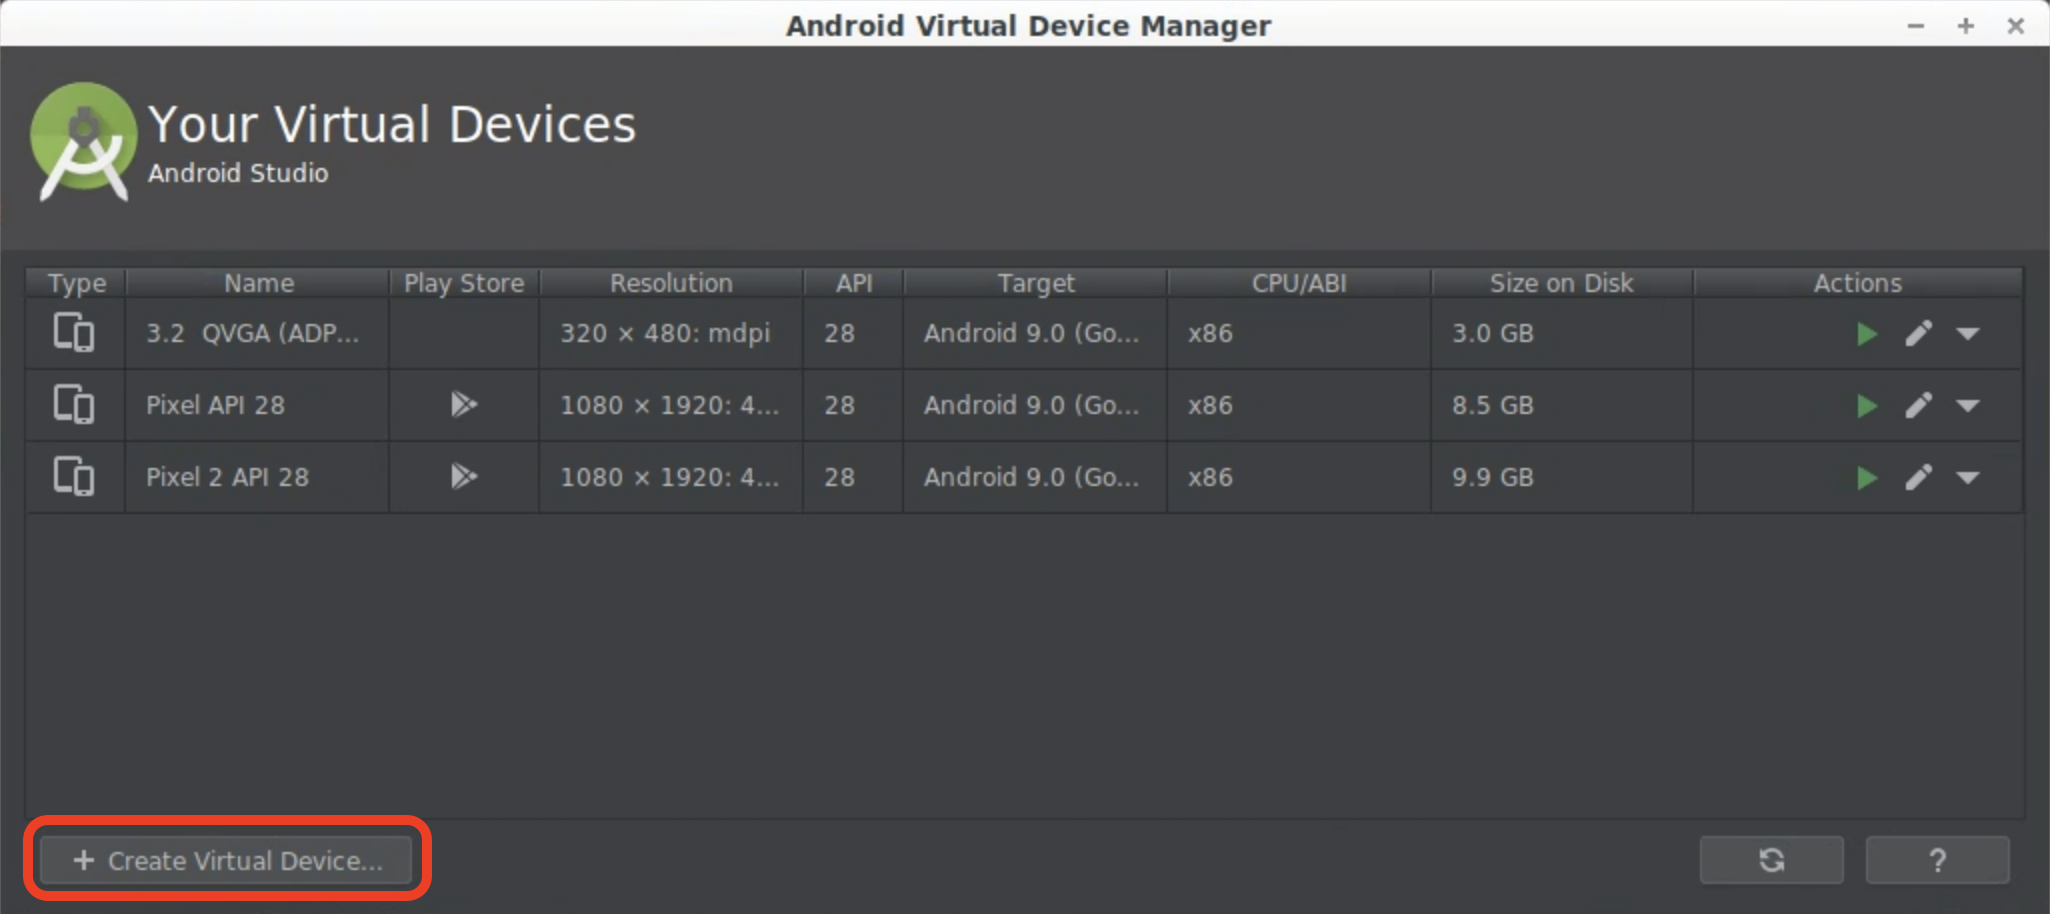 Android Virtual Device Manager
Your Virtual Devices
Android Studio
Type Name Play Store Resolution API Target CPU/ABI Size on Disk Actions
3.2 QVGA (ADP... 320 × 480: mdpi 28 Android 9.0 (Go... x86 3.0 GB
Pixel API 28 1080 × 1920: 4... 28 Android 9.0 (Go... x86 8.5 GB
Pixel 2 API 28 1080 × 1920: 4... 28 Android 9.0 (Go... x86 9.9 GB
+ Create Virtual Device... ?